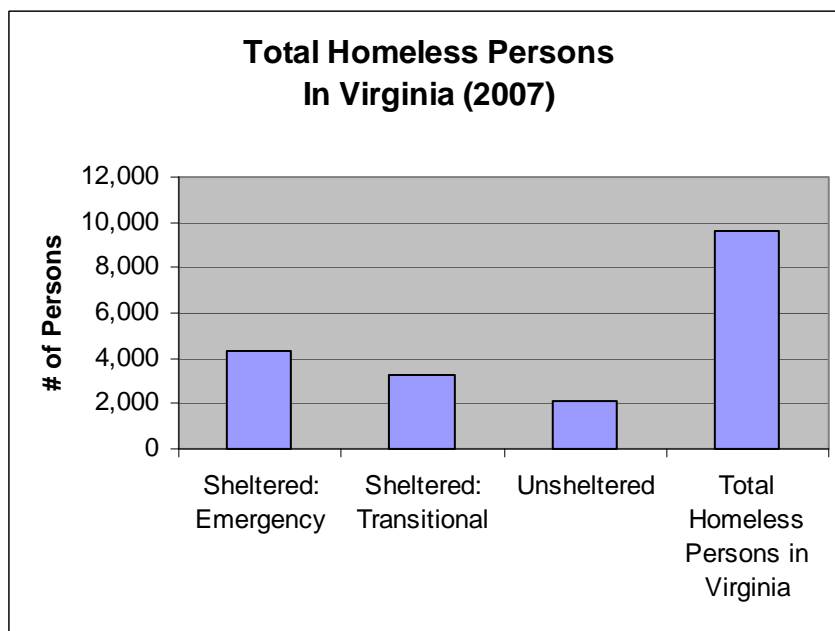 Total Homeless Persons
In Virginia (2007)
12,000
10,000
8,000
6,000
4,000
2,000
0
# of Persons
Sheltered:
Emergency
Sheltered:
Transitional
Unsheltered
Total
Homeless
Persons in
Virginia